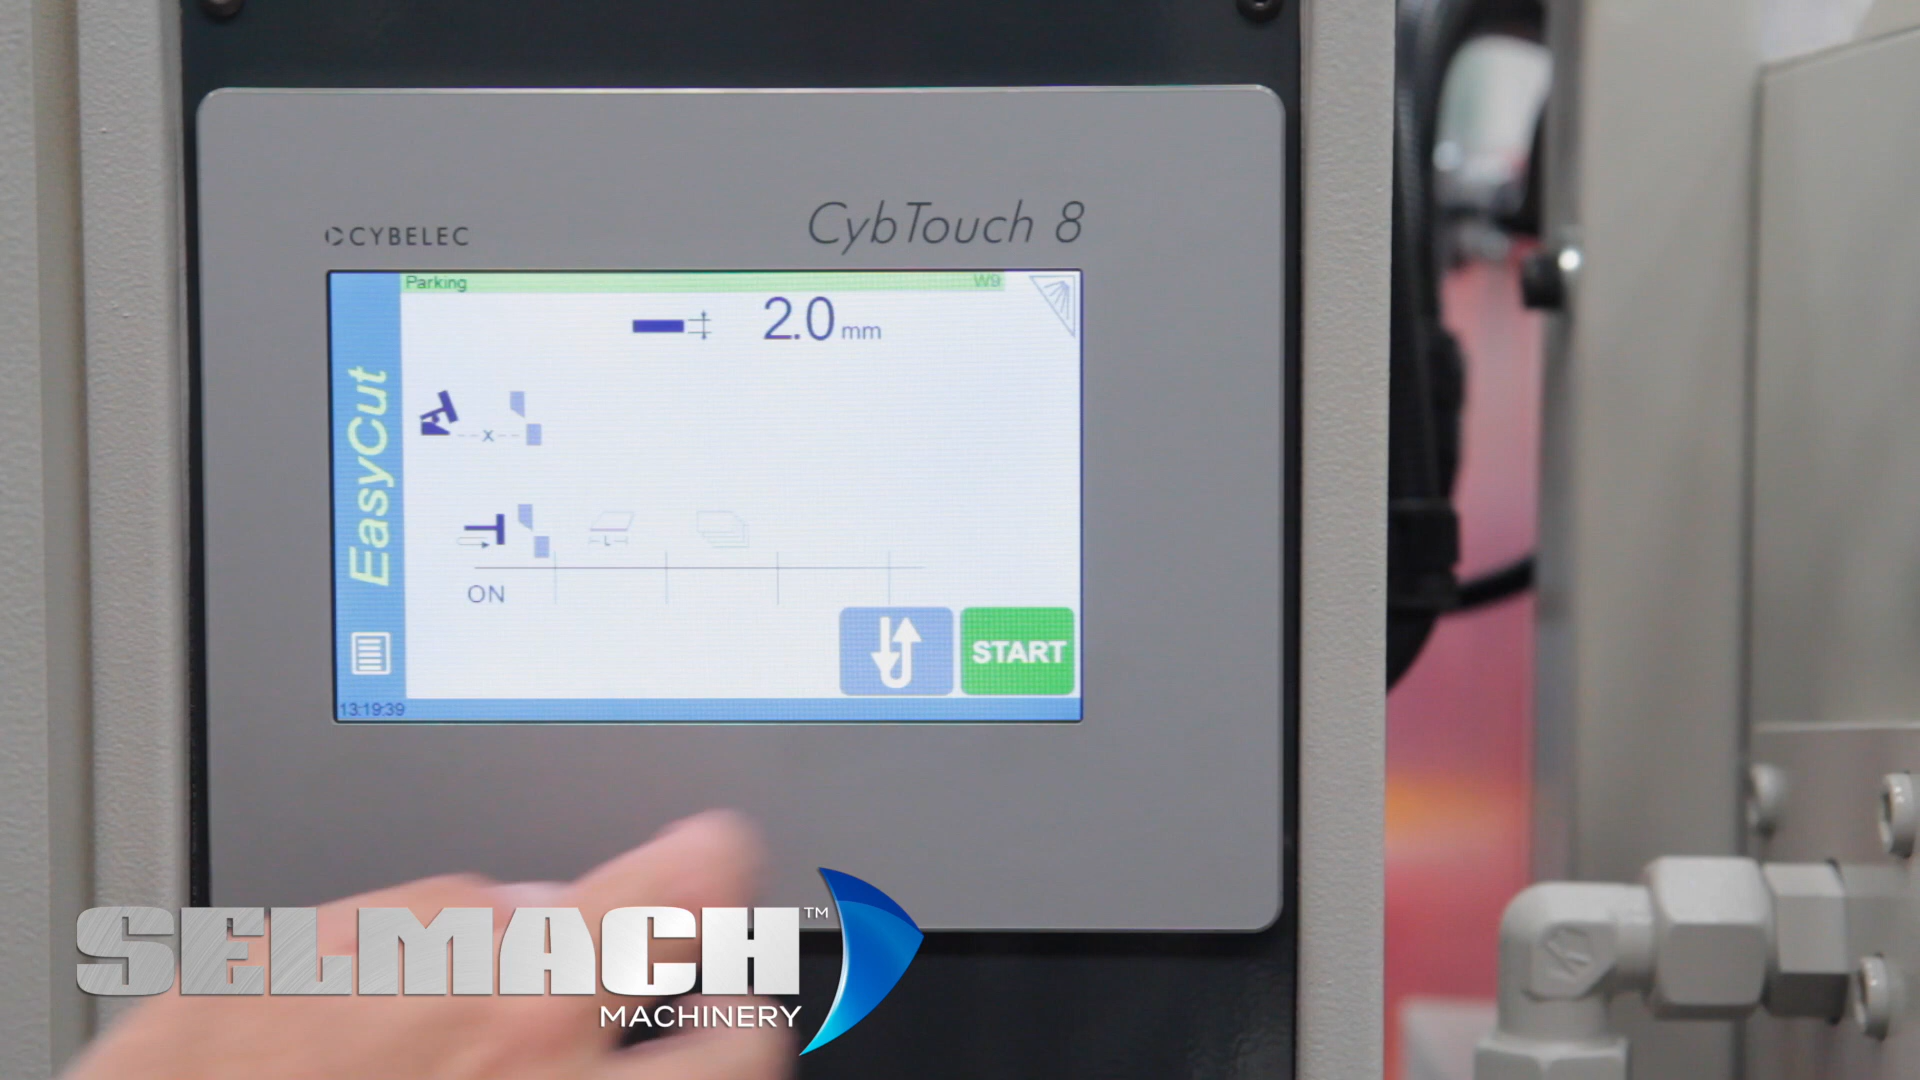 CYBELEC
CybTouch 8
Parking W9
2.0 mm
EasyCut
X
L
ON
START
13:19:39
SELMACH™
MACHINERY